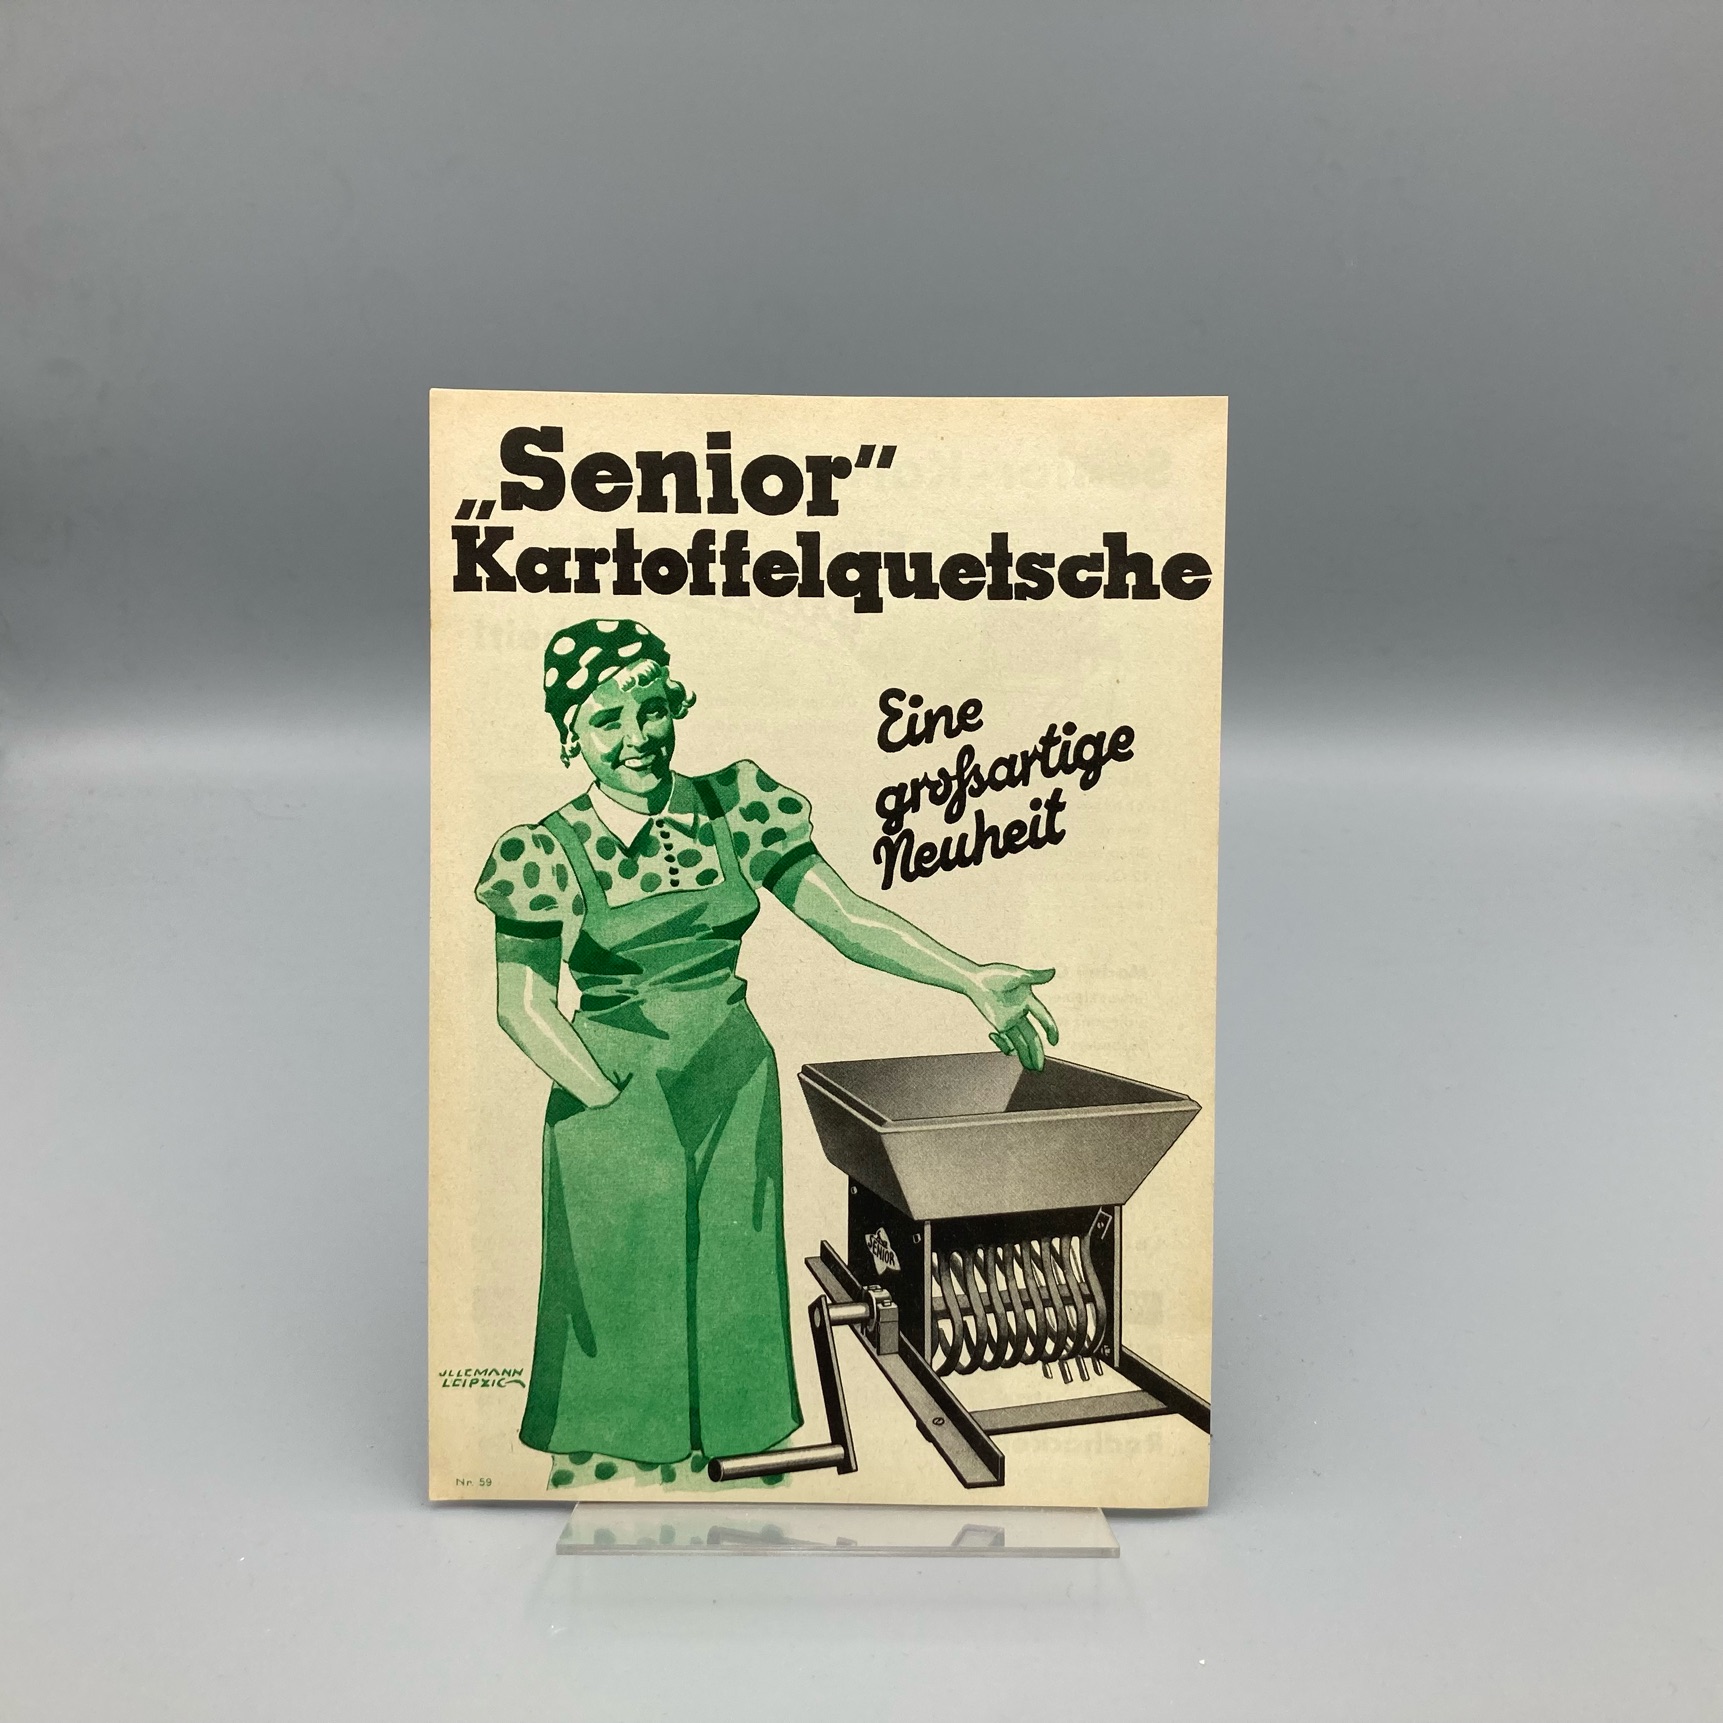 „Senior“
Kartoffelquetsche
Eine
großartige
Neuheit
SENIOR
ULLEMANN
LEIPZIG
Nr. 59